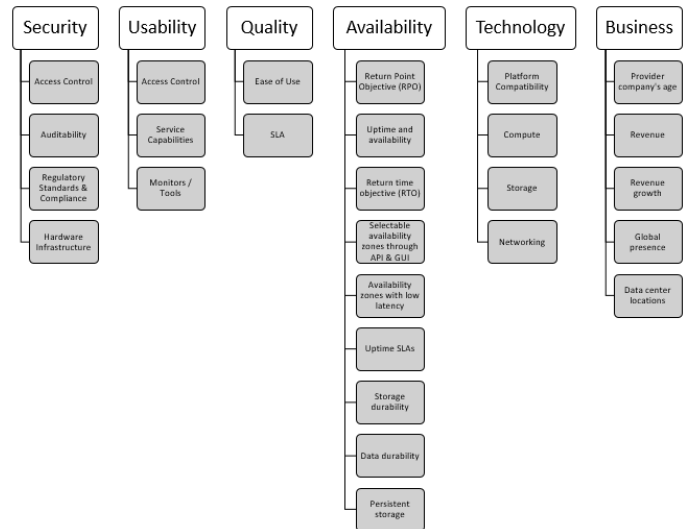 Security
Usability
Quality
Availability
Technology
Business
Access Control
Auditability
Regulatory
Standards &
Compliance
Hardware
Infrastructure
Access Control
Service
Capabilities
Monitors /
Tools
Ease of Use
SLA
Return Point
Objective (RPO)
Uptime and
availability
Return time
objective (RTO)
Selectable
availability
zones through
API & GUI
Availability
zones with low
latency
Uptime SLAs
Storage
durability
Data durability
Persistent
storage
Platform
Compatibility
Compute
Storage
Networking
Provider
company's age
Revenue
Revenue
growth
Global
presence
Data center
locations